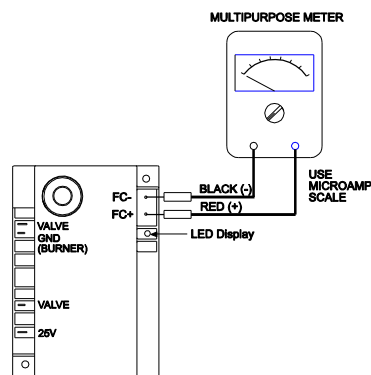 MULTIPURPOSE METER
USE
MICROAMP
SCALE
BLACK (-)
FC-
RED (+)
FC+
LED Display
VALVE
GND
(BURNER)
VALVE
25V